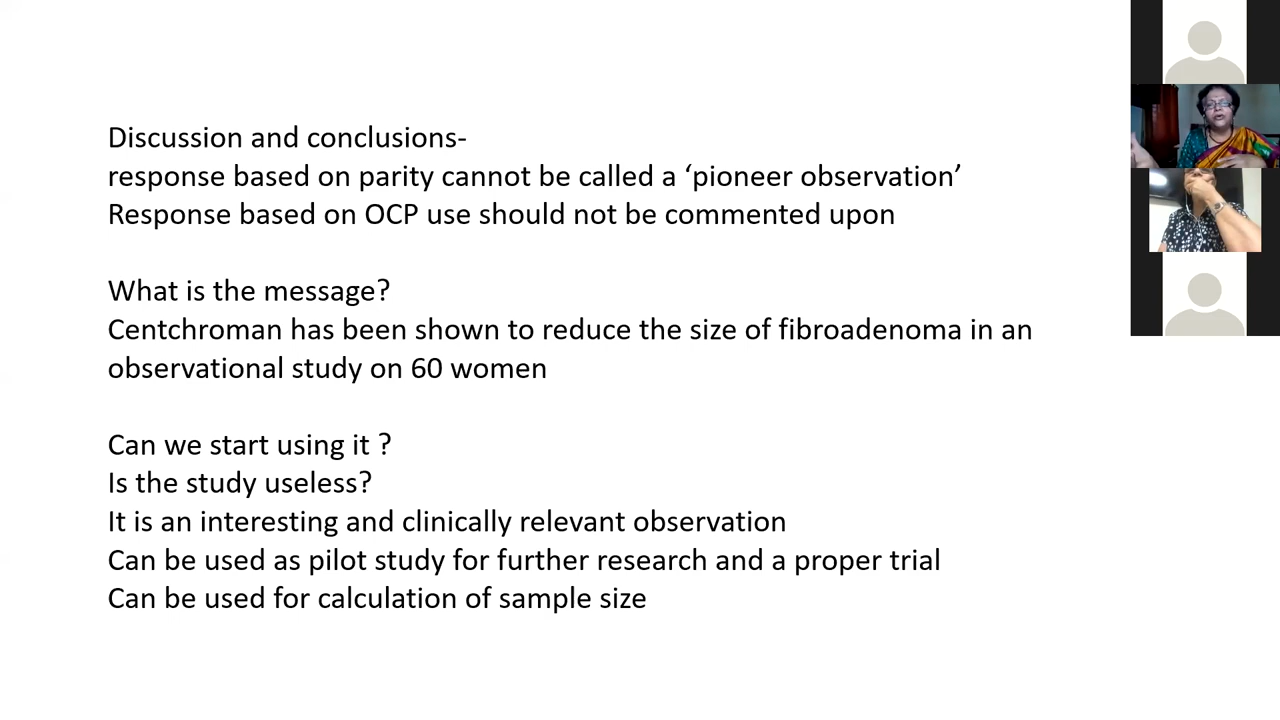 Discussion and conclusions-
response based on parity cannot be called a ‘pioneer observation’
Response based on OCP use should not be commented upon
What is the message?
Centchroman has been shown to reduce the size of fibroadenoma in an
observational study on 60 women
Can we start using it ?
Is the study useless?
It is an interesting and clinically relevant observation
Can be used as pilot study for further research and a proper trial
Can be used for calculation of sample size